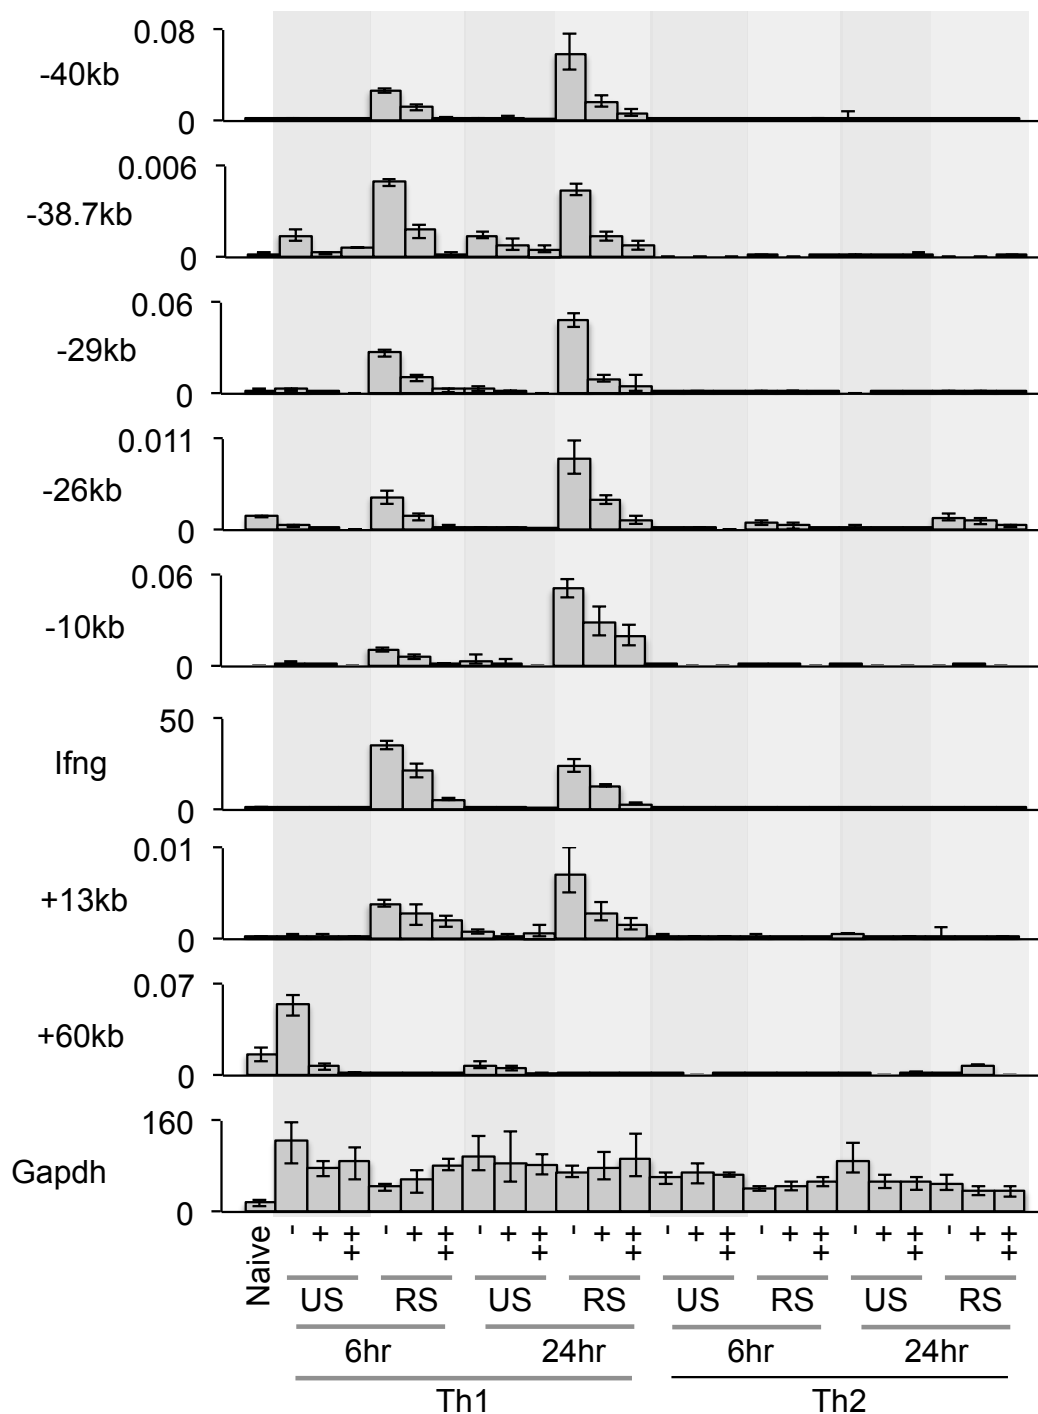 0.08
-40kb
0
0.006
-38.7kb
0
0.06
-29kb
0
0.011
-26kb
0
0.06
-10kb
0
50
Ifng
0
0.01
+13kb
0
0.07
+60kb
0
160
Gapdh
0
Naive - + ++ - + ++ - + ++ - + ++ - + ++ - + ++ - + ++ - + ++
US RS US RS US RS US RS
6hr 24hr 6hr 24hr
Th1 Th2